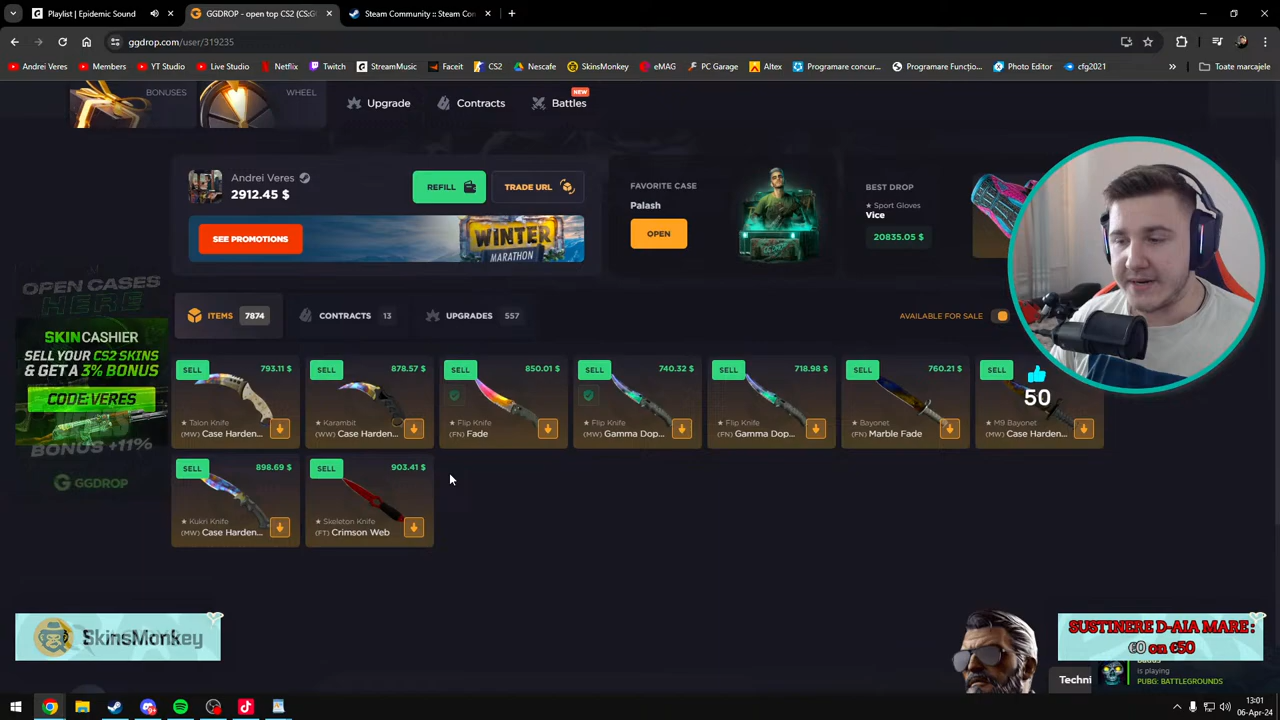 Playlist | Epidemic Sound
GGDROP - open top CS2 (CS:G
Steam Community :: Steam Con
ggdrop.com/user/319235
Andrei Veres
Members
YT Studio
Live Studio
Netflix
Twitch
StreamMusic
Faceit
CS2
Nescafe
SkinsMonkey
eMAG
PC Garage
Altex
Programare concur...
Programare Funcțio...
Photo Editor
cfg2021
Toate marcajele
BONUSES
WHEEL
Upgrade
Contracts
Battles
NEW
Andrei Veres
2912.45 $
REFILL
TRADE URL
SEE PROMOTIONS
WINTER
MARATHON
FAVORITE CASE
Palash
OPEN
BEST DROP
★ Sport Gloves
Vice
20835.05 $
OPEN CASES
HERE
SKINCASHIER
SELL YOUR CS2 SKINS
& GET A 3% BONUS
CODE:VERES
BONUS +11%
GGDROP
ITEMS 7874
CONTRACTS 13
UPGRADES 557
AVAILABLE FOR SALE
SELL 793.11 $
★ Talon Knife
(MW) Case Harden...
SELL 878.57 $
★ Karambit
(WW) Case Harden...
SELL 850.01 $
★ Flip Knife
(FN) Fade
SELL 740.32 $
★ Flip Knife
(MW) Gamma Dop...
SELL 718.98 $
★ Flip Knife
(FN) Gamma Dop...
SELL 760.21 $
★ Bayonet
(FN) Marble Fade
SELL
★ M9 Bayonet
(MW) Case Harden...
50
SELL 898.69 $
★ Kukri Knife
(MW) Case Harden...
SELL 903.41 $
★ Skeleton Knife
(FT) Crimson Web
SkinsMonkey
SUSTINERE D-AIA MARE :
€0 on €50
Techni
is playing
PUBG: BATTLEGROUNDS
13:01
06-Apr-24